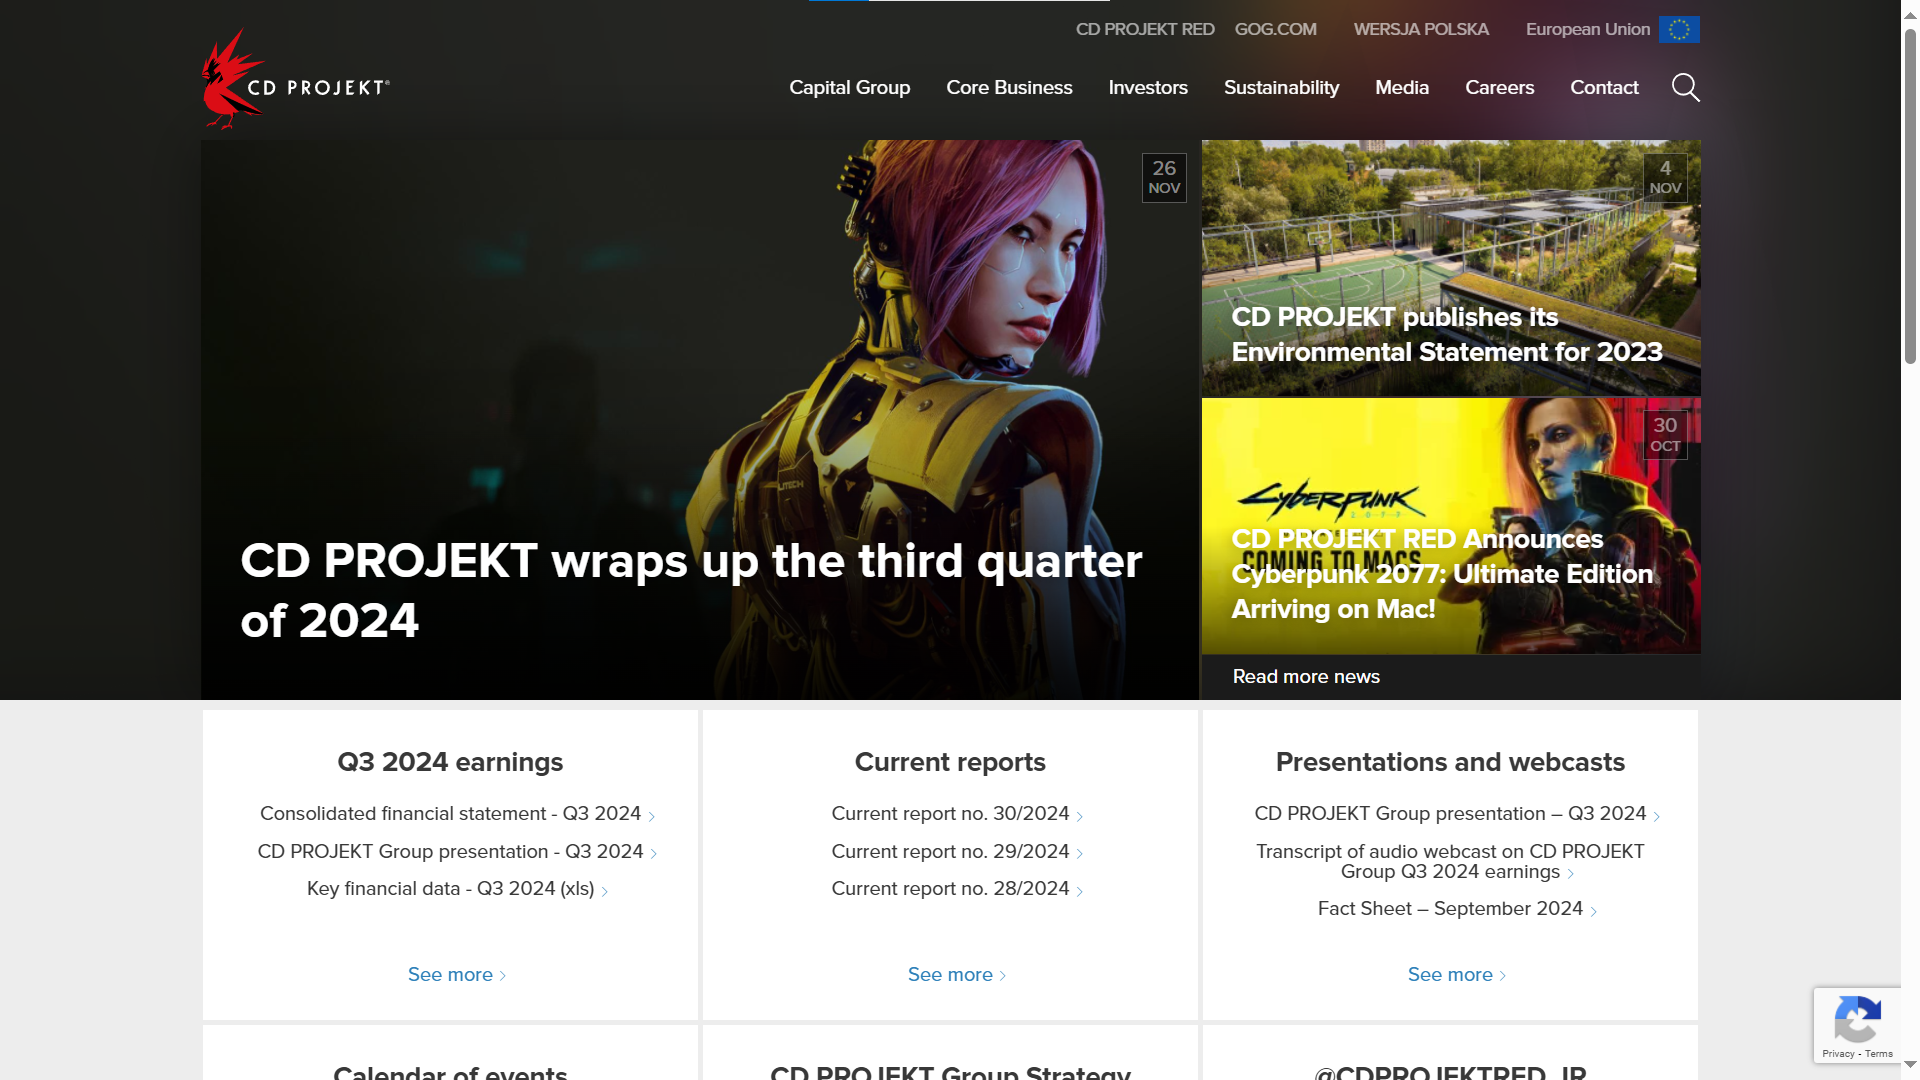 CD PROJEKT RED
GOG.COM
WERSJA POLSKA
European Union
CD PROJEKT®
Capital Group
Core Business
Investors
Sustainability
Media
Careers
Contact
26
NOV
CD PROJEKT wraps up the third quarter
of 2024
4
NOV
CD PROJEKT publishes its
Environmental Statement for 2023
30
OCT
Cyberpunk
2077
COMING TO MACS
CD PROJEKT RED Announces
Cyberpunk 2077: Ultimate Edition
Arriving on Mac!
Read more news
Q3 2024 earnings
Consolidated financial statement - Q3 2024
CD PROJEKT Group presentation - Q3 2024
Key financial data - Q3 2024 (xls)
See more
Current reports
Current report no. 30/2024
Current report no. 29/2024
Current report no. 28/2024
See more
Presentations and webcasts
CD PROJEKT Group presentation – Q3 2024
Transcript of audio webcast on CD PROJEKT
Group Q3 2024 earnings
Fact Sheet – September 2024
See more
Calendar of events
CD PROJEKT Group Strategy
@CDPROJEKTRED_IR
Privacy - Terms